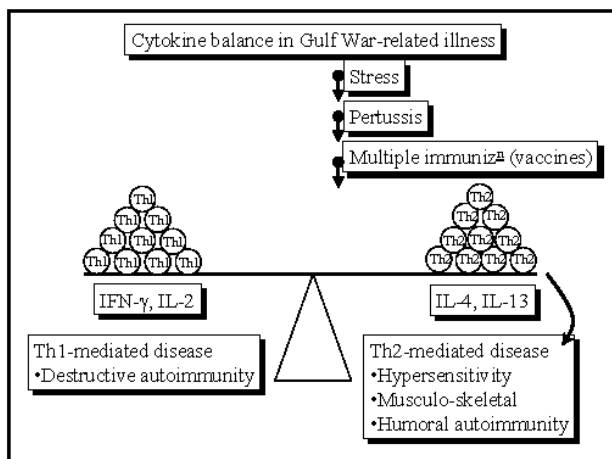 Cytokine balance in Gulf War-related illness
Stress
Pertussis
Multiple immunizⁿ (vaccines)
Th1 Th2
Th1 Th1 Th2 Th2
Th1 Th1 Th1 Th2 Th2 Th2
Th1 Th1 Th1 Th1 Th2 Th2 Th2 Th2
IFN-γ, IL-2
IL-4, IL-13
Th1-mediated disease
•Destructive autoimmunity
Th2-mediated disease
•Hypersensitivity
•Musculo-skeletal
•Humoral autoimmunity